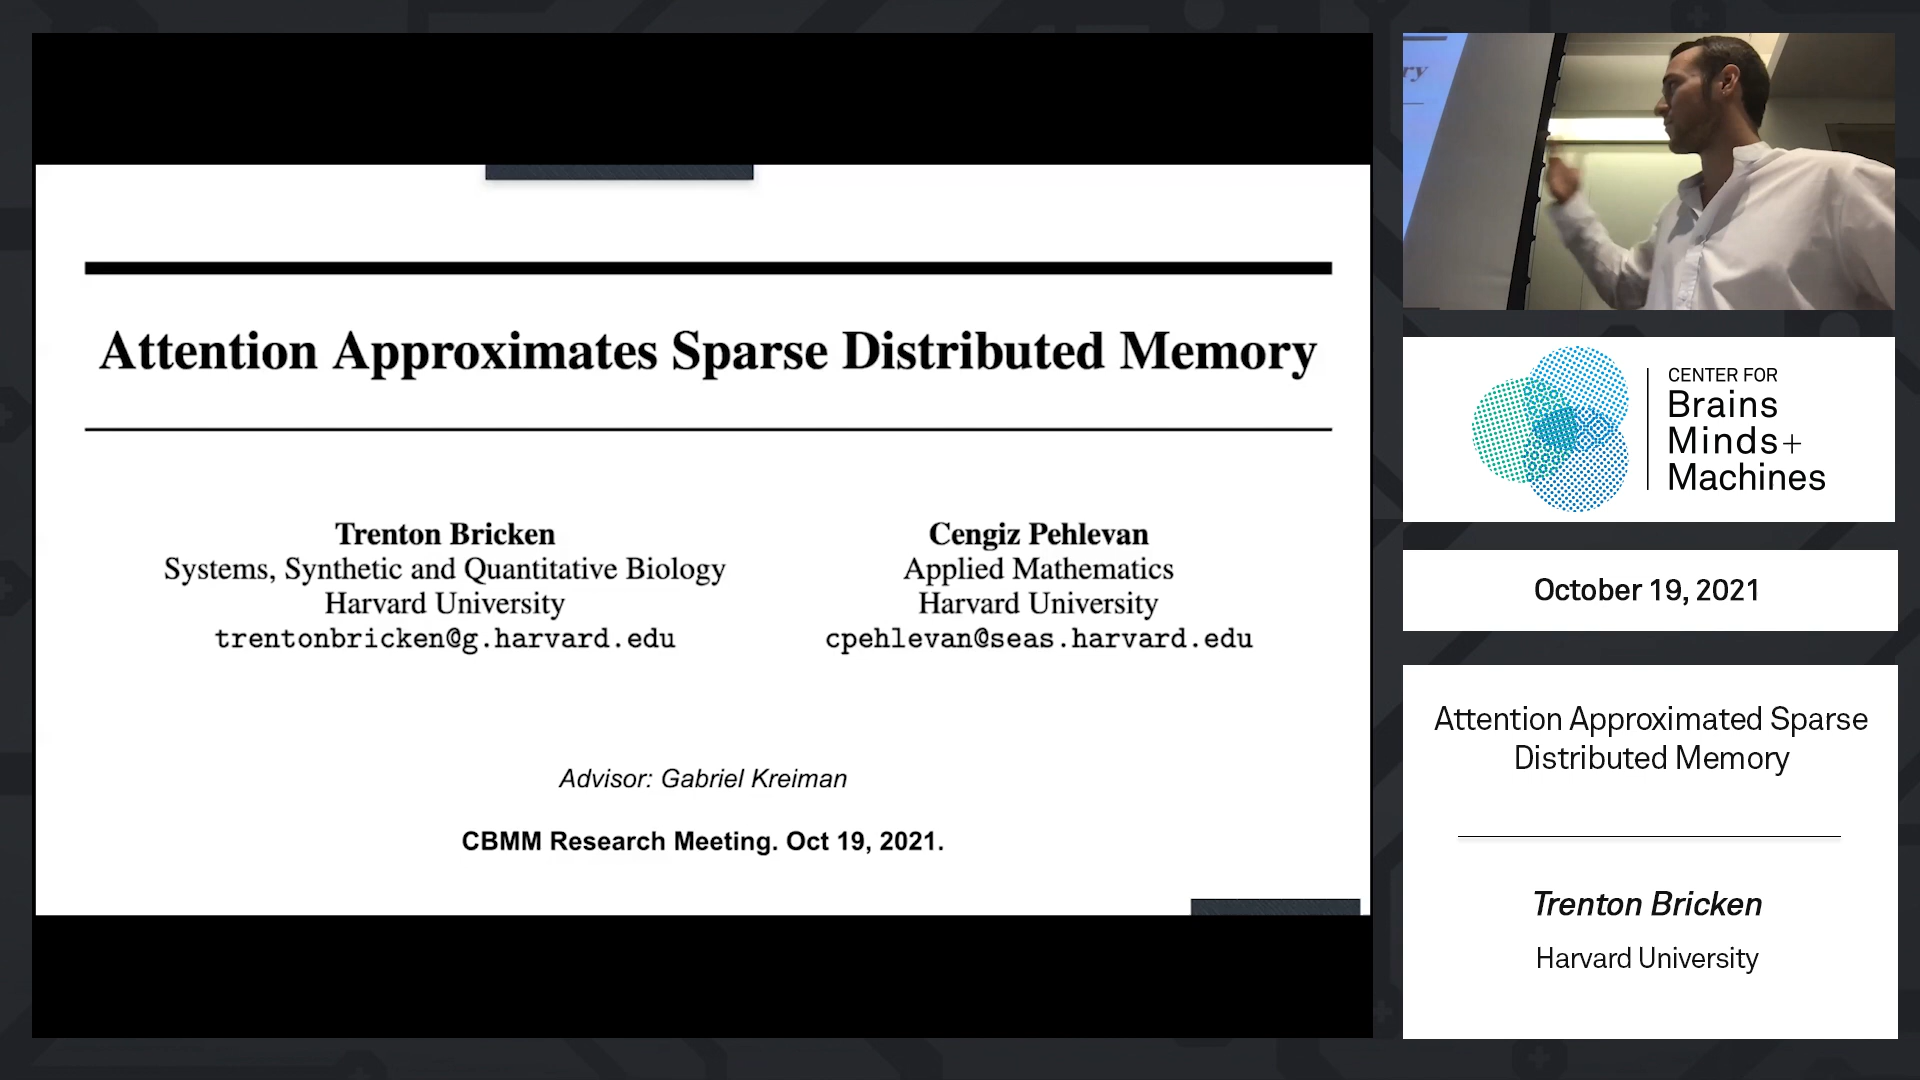 Attention Approximates Sparse Distributed Memory
Trenton Bricken
Systems, Synthetic and Quantitative Biology
Harvard University
trentonbricken@g.harvard.edu
Cengiz Pehlevan
Applied Mathematics
Harvard University
cpehlevan@seas.harvard.edu
Advisor: Gabriel Kreiman
CBMM Research Meeting. Oct 19, 2021.
ry
CENTER FOR
Brains
Minds+
Machines
October 19, 2021
Attention Approximated Sparse
Distributed Memory
Trenton Bricken
Harvard University